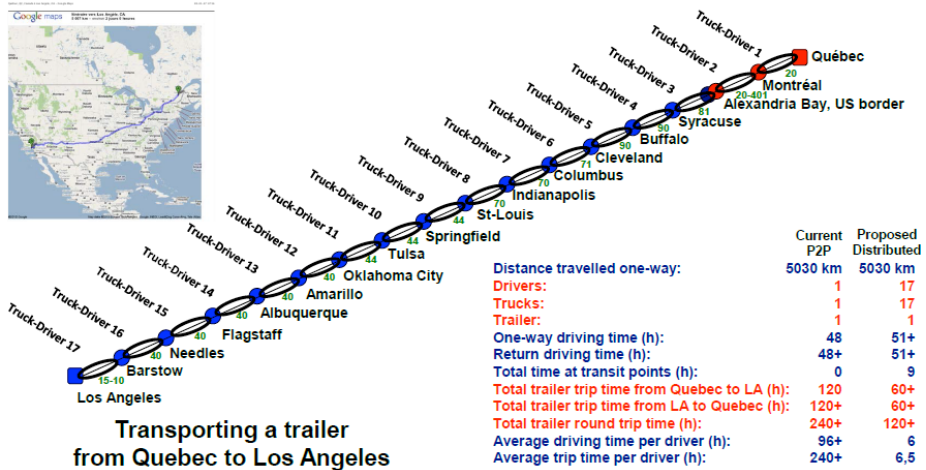 Google maps
Truck-Driver 1
Truck-Driver 2
Truck-Driver 3
Truck-Driver 4
Truck-Driver 5
Truck-Driver 6
Truck-Driver 7
Truck-Driver 8
Truck-Driver 9
Truck-Driver 10
Truck-Driver 11
Truck-Driver 12
Truck-Driver 13
Truck-Driver 14
Truck-Driver 15
Truck-Driver 16
Truck-Driver 17
Québec
20
Montréal
20-401
Alexandria Bay, US border
81
Syracuse
90
Buffalo
90
Cleveland
71
Columbus
70
Indianapolis
70
St-Louis
44
Springfield
44
Tulsa
44
Oklahoma City
40
Amarillo
40
Albuquerque
40
Flagstaff
40
Needles
40
Barstow
15-10
Los Angeles
Transporting a trailer
from Quebec to Los Angeles
Current P2P Proposed Distributed
Distance travelled one-way: 5030 km 5030 km
Drivers: 1 17
Trucks: 1 17
Trailer: 1 1
One-way driving time (h): 48 51+
Return driving time (h): 48+ 51+
Total time at transit points (h): 0 9
Total trailer trip time from Quebec to LA (h): 120 60+
Total trailer trip time from LA to Quebec (h): 120+ 60+
Total trailer round trip time (h): 240+ 120+
Average driving time per driver (h): 96+ 6
Average trip time per driver (h): 240+ 6,5